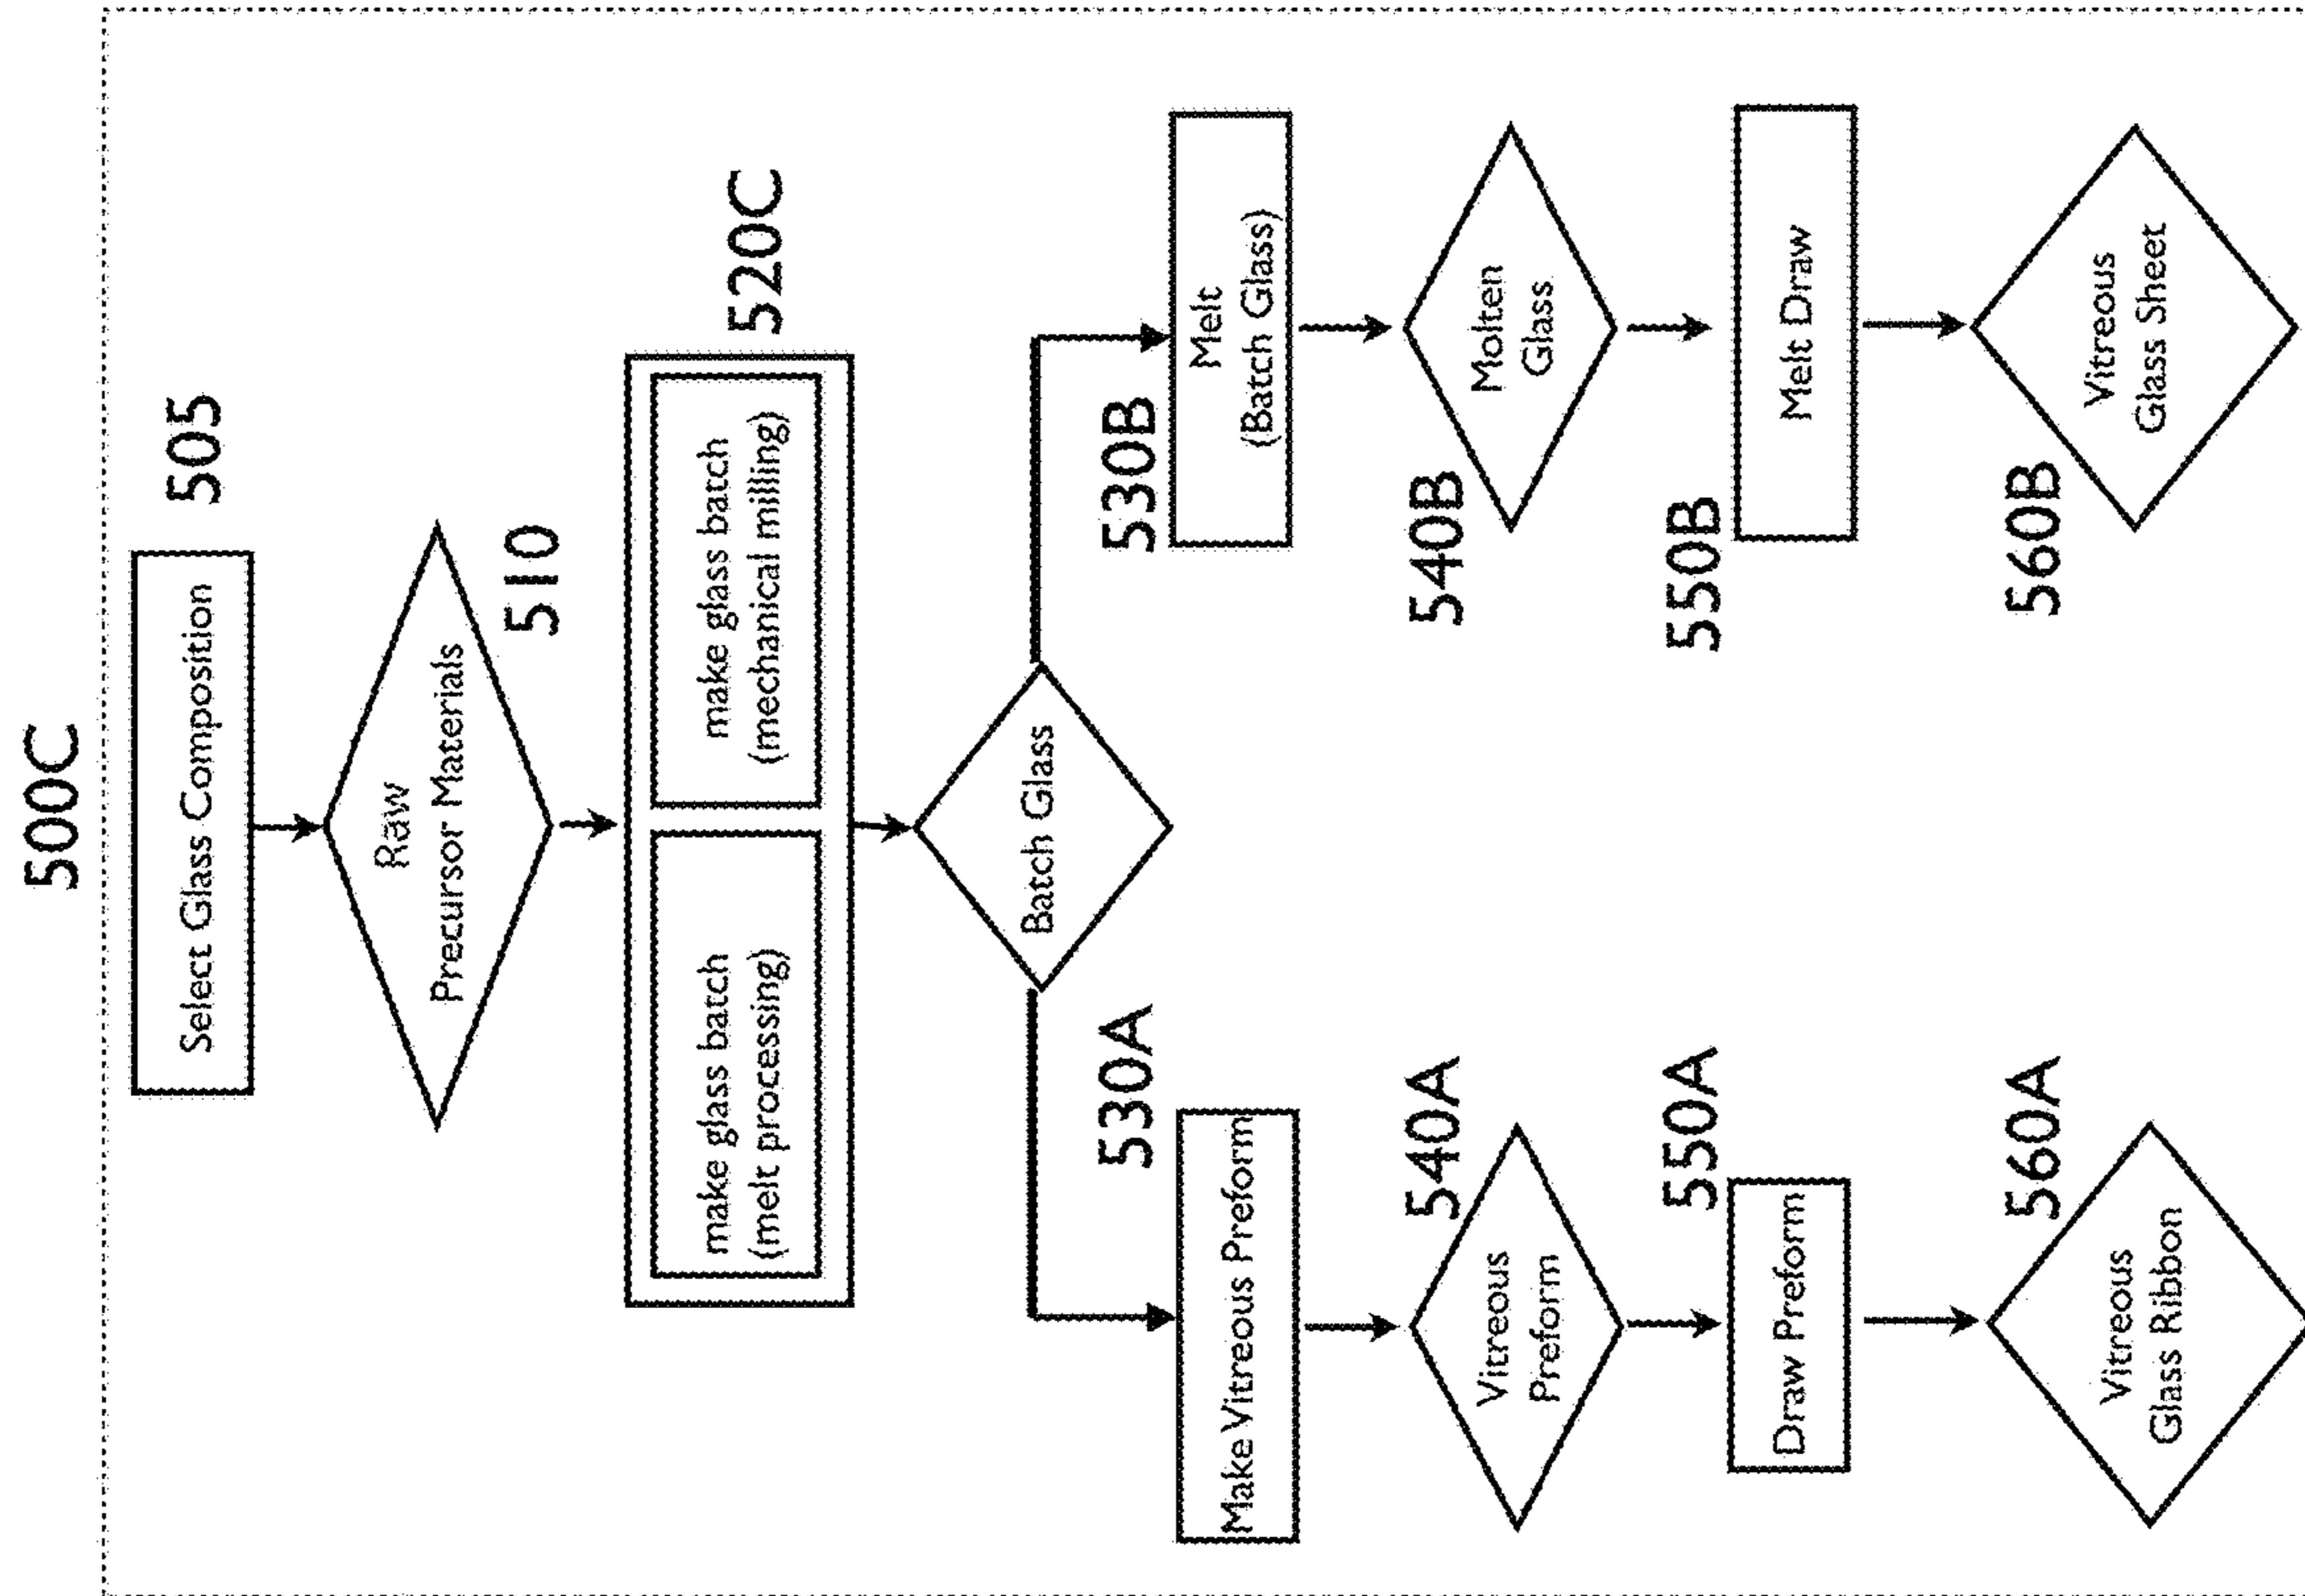 500C
505
Select Glass Composition
Raw
Precursor Materials
510
520C
make glass batch
(melt processing)
make glass batch
(mechanical milling)
Batch Glass
530A
Make Vitreous Preform
540A
Vitreous
Preform
550A
Draw Preform
560A
Vitreous
Glass Ribbon
530B
Melt
(Batch Glass)
540B
Molten
Glass
550B
Melt Draw
560B
Vitreous
Glass Sheet